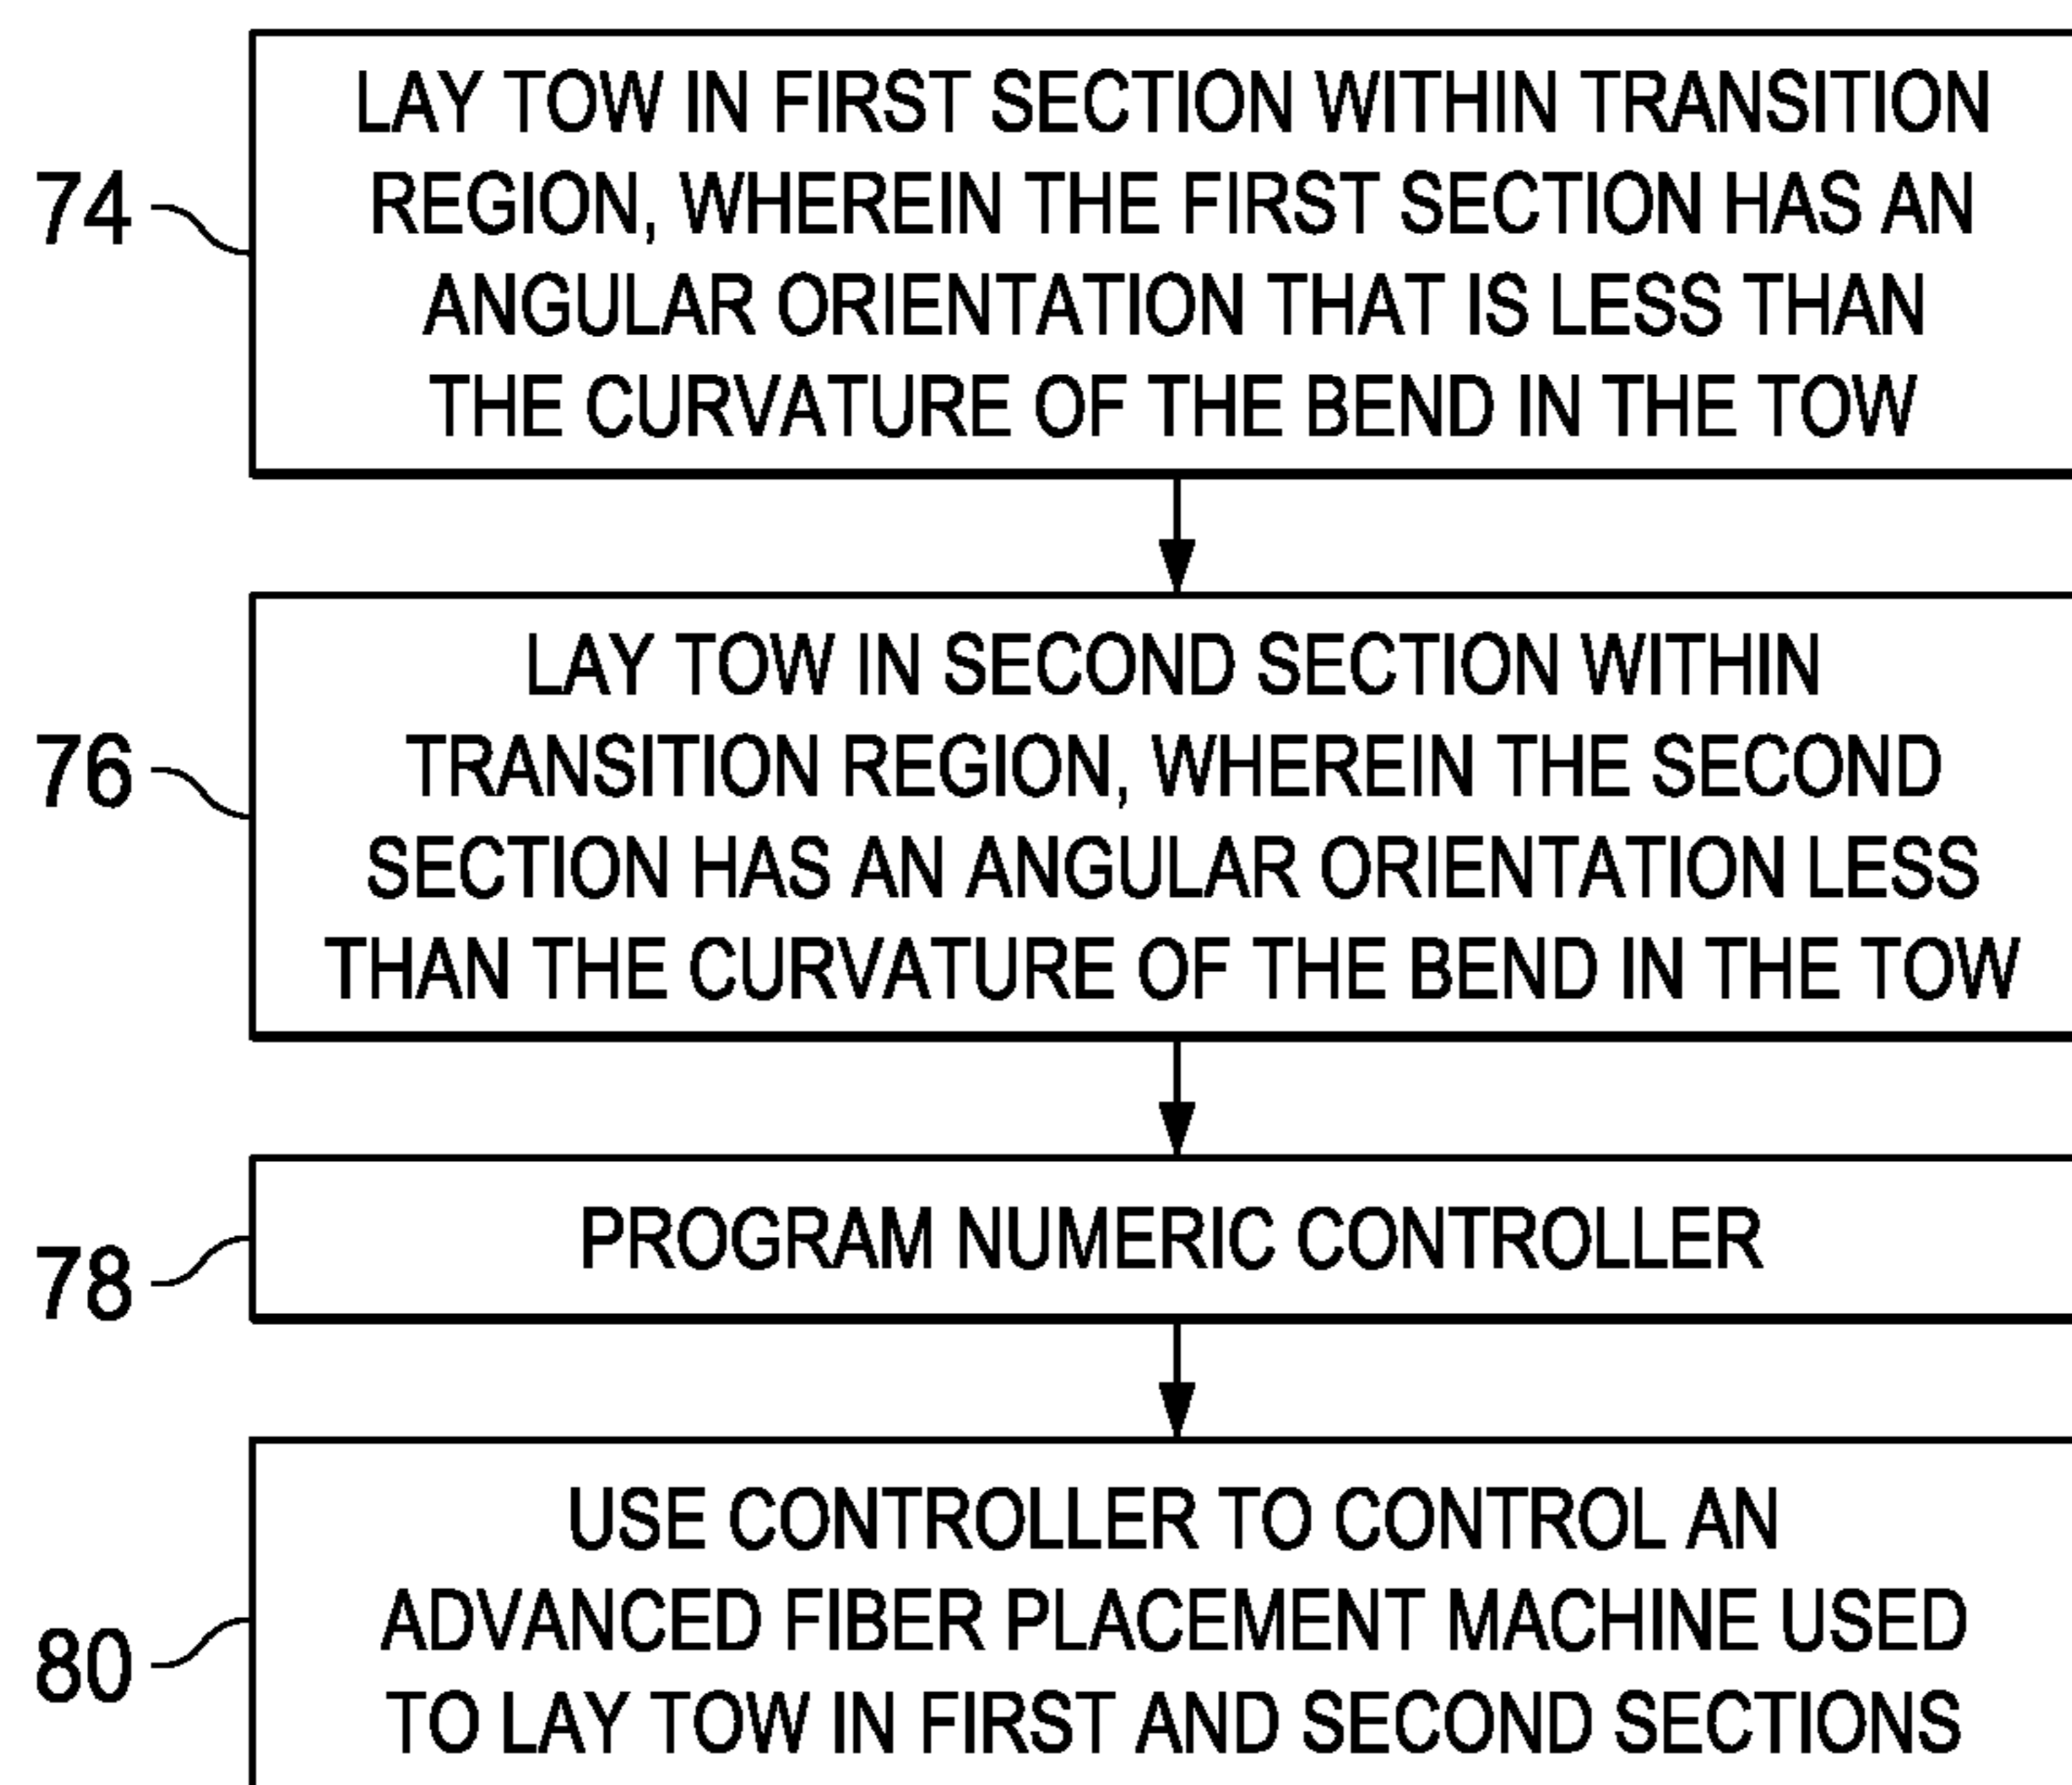 LAY TOW IN FIRST SECTION WITHIN TRANSITION
REGION, WHEREIN THE FIRST SECTION HAS AN
ANGULAR ORIENTATION THAT IS LESS THAN
THE CURVATURE OF THE BEND IN THE TOW
74
LAY TOW IN SECOND SECTION WITHIN
TRANSITION REGION, WHEREIN THE SECOND
SECTION HAS AN ANGULAR ORIENTATION LESS
THAN THE CURVATURE OF THE BEND IN THE TOW
76
PROGRAM NUMERIC CONTROLLER
78
USE CONTROLLER TO CONTROL AN
ADVANCED FIBER PLACEMENT MACHINE USED
TO LAY TOW IN FIRST AND SECOND SECTIONS
80